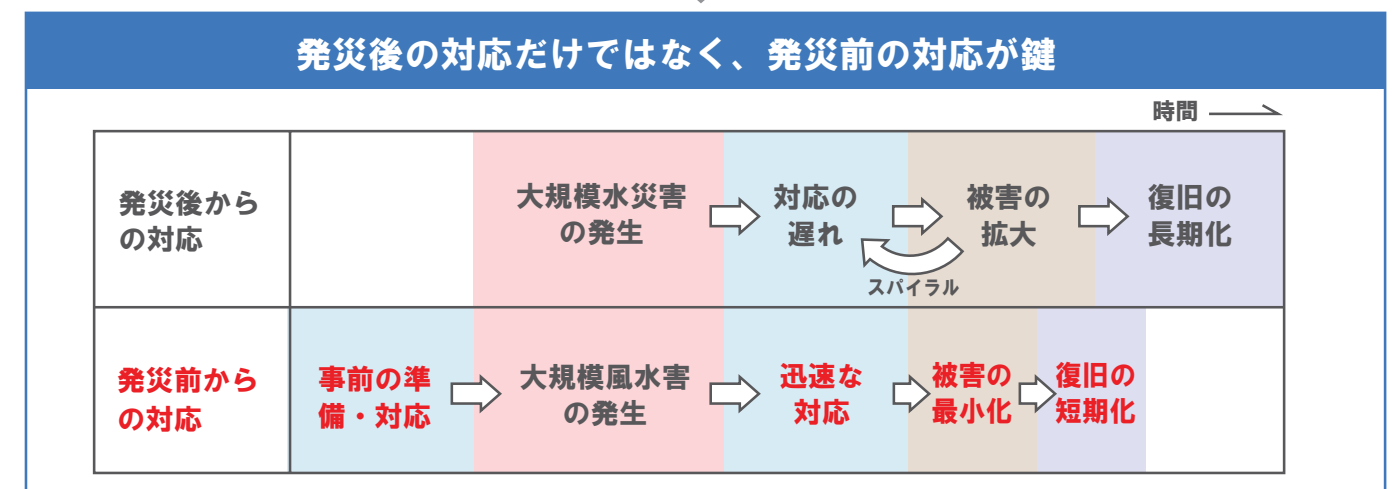 発災後の対応だけではなく、発災前の対応が鍵
時間
発災後から
の対応
大規模水災害
の発生
対応の
遅れ
被害の
拡大
復旧の
長期化
スパイラル
発災前から
の対応
事前の準
備・対応
大規模風水害
の発生
迅速な
対応
被害の
最小化
復旧の
短期化